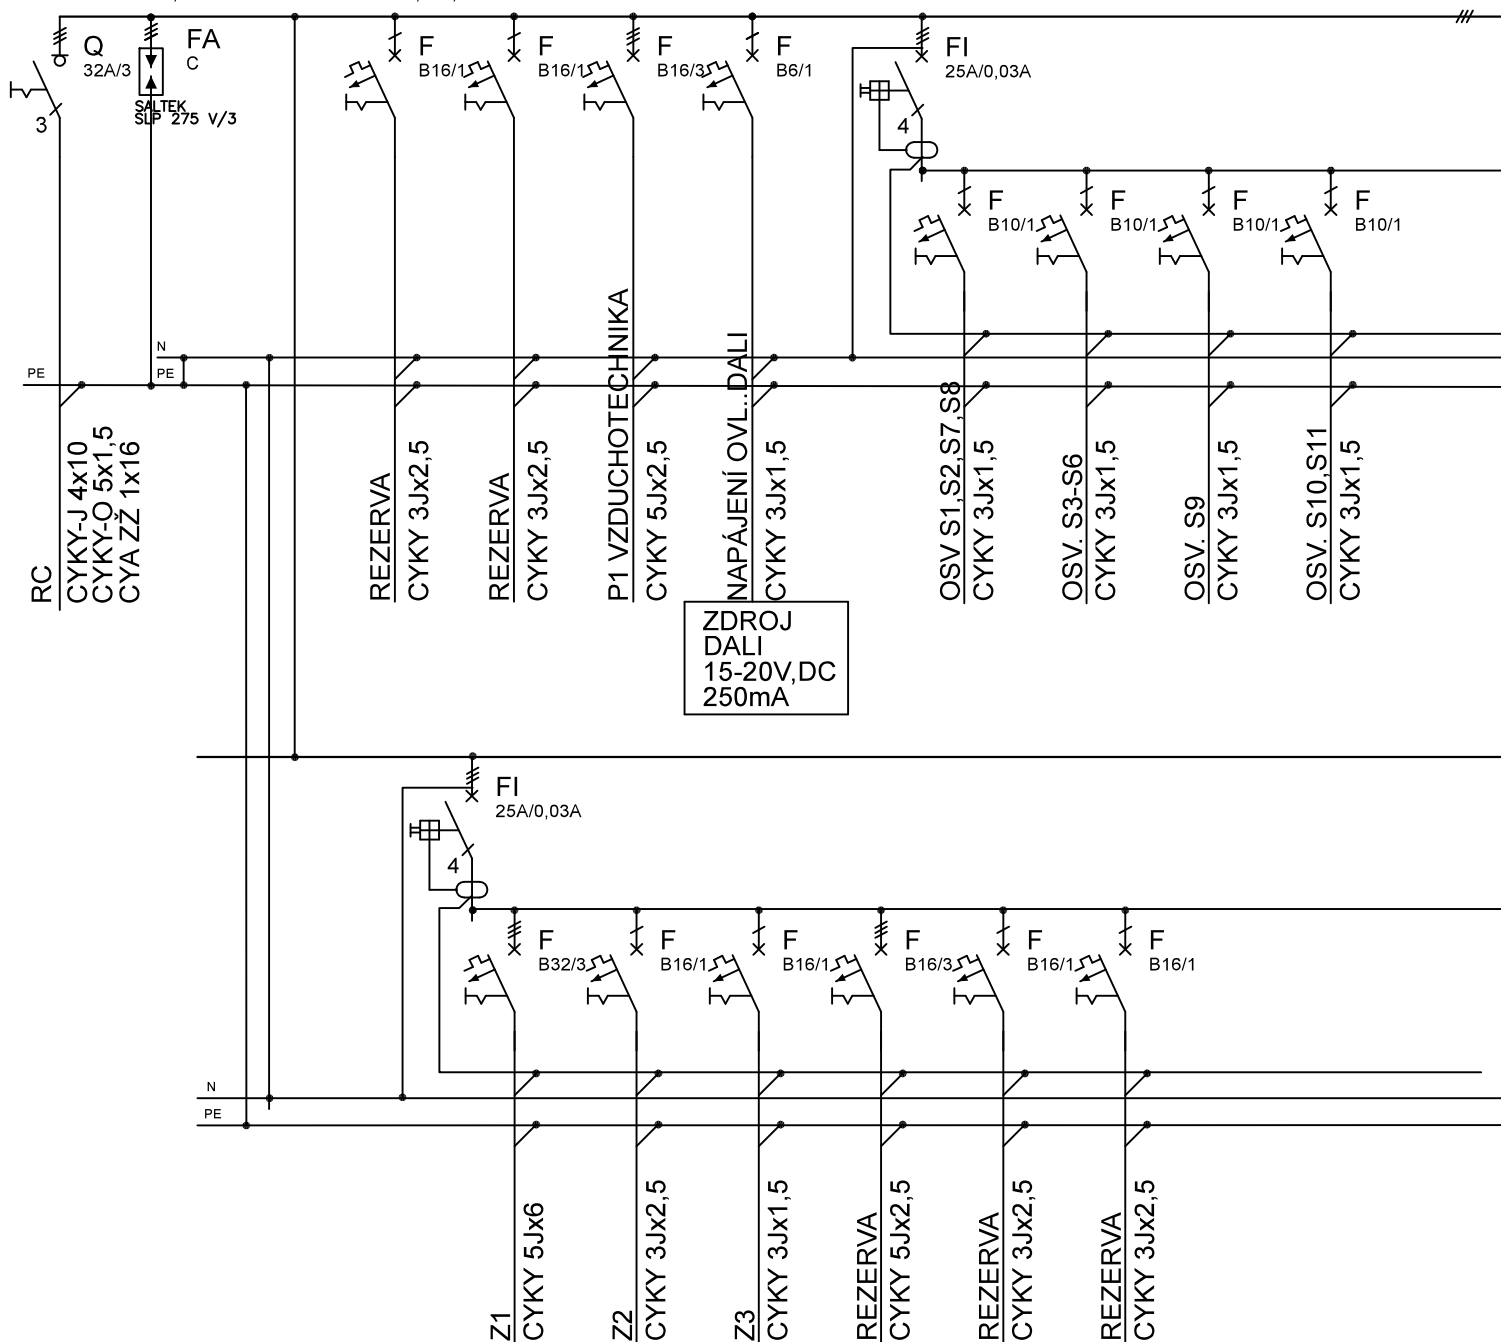 Q
32A/3
3
FA
C
SALTEK
SLP 275 V/3
F
B16/1
F
B16/1
F
B16/3
F
B6/1
FI
25A/0,03A
4
F
B10/1
F
B10/1
F
B10/1
F
B10/1
N
PE
PE
RC
CYKY-J 4x10
CYKY-O 5x1,5
CYA ZŽ 1x16
REZERVA
CYKY 3Jx2,5
REZERVA
CYKY 3Jx2,5
P1 VZDUCHOTECHNIKA
CYKY 5Jx2,5
NAPÁJENÍ OVL..DALI
CYKY 3Jx1,5
OSV S1,S2,S7,S8
CYKY 3Jx1,5
OSV. S3-S6
CYKY 3Jx1,5
OSV. S9
CYKY 3Jx1,5
OSV. S10,S11
CYKY 3Jx1,5
ZDROJ
DALI
15-20V,DC
250mA
FI
25A/0,03A
4
F
B32/3
F
B16/1
F
B16/1
F
B16/3
F
B16/1
F
B16/1
N
PE
Z1
CYKY 5Jx6
Z2
CYKY 3Jx2,5
Z3
CYKY 3Jx1,5
REZERVA
CYKY 5Jx2,5
REZERVA
CYKY 3Jx2,5
REZERVA
CYKY 3Jx2,5